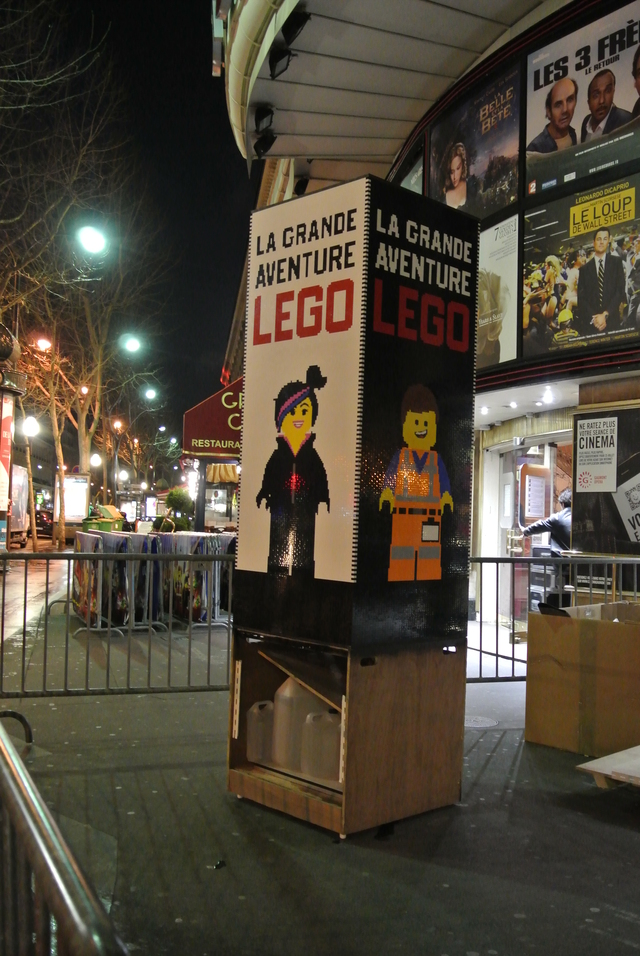 LA GRANDE
AVENTURE
LEGO
LA GRANDE
AVENTURE
LEGO
LES 3 FRÈ
LE RETOUR
LA
BELLE
BÊTE
LEONARDO DICAPRIO
LE LOUP
DE WALL STREET
NE RATEZ PLUS
VOTRE SÉANCE DE
CINÉMA
RESTAURA